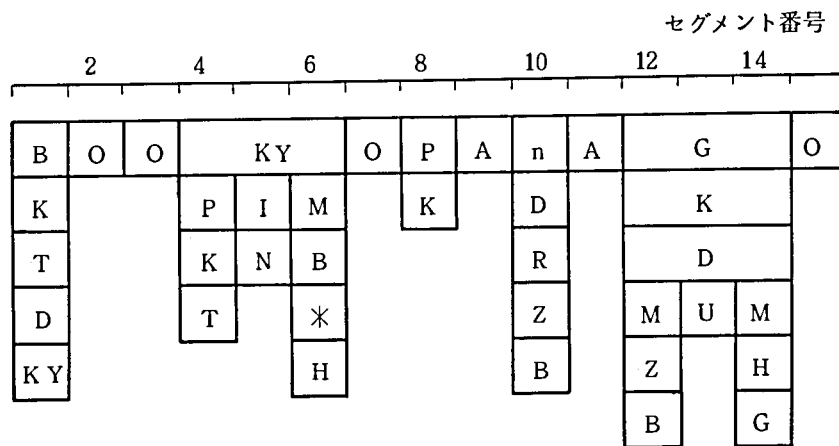 セグメント番号
2 4 6 8 10 12 14
B O O KY O P A n A G O
K P I M K D K
T K N B R D
D T * Z M U M
KY H B Z H
B G